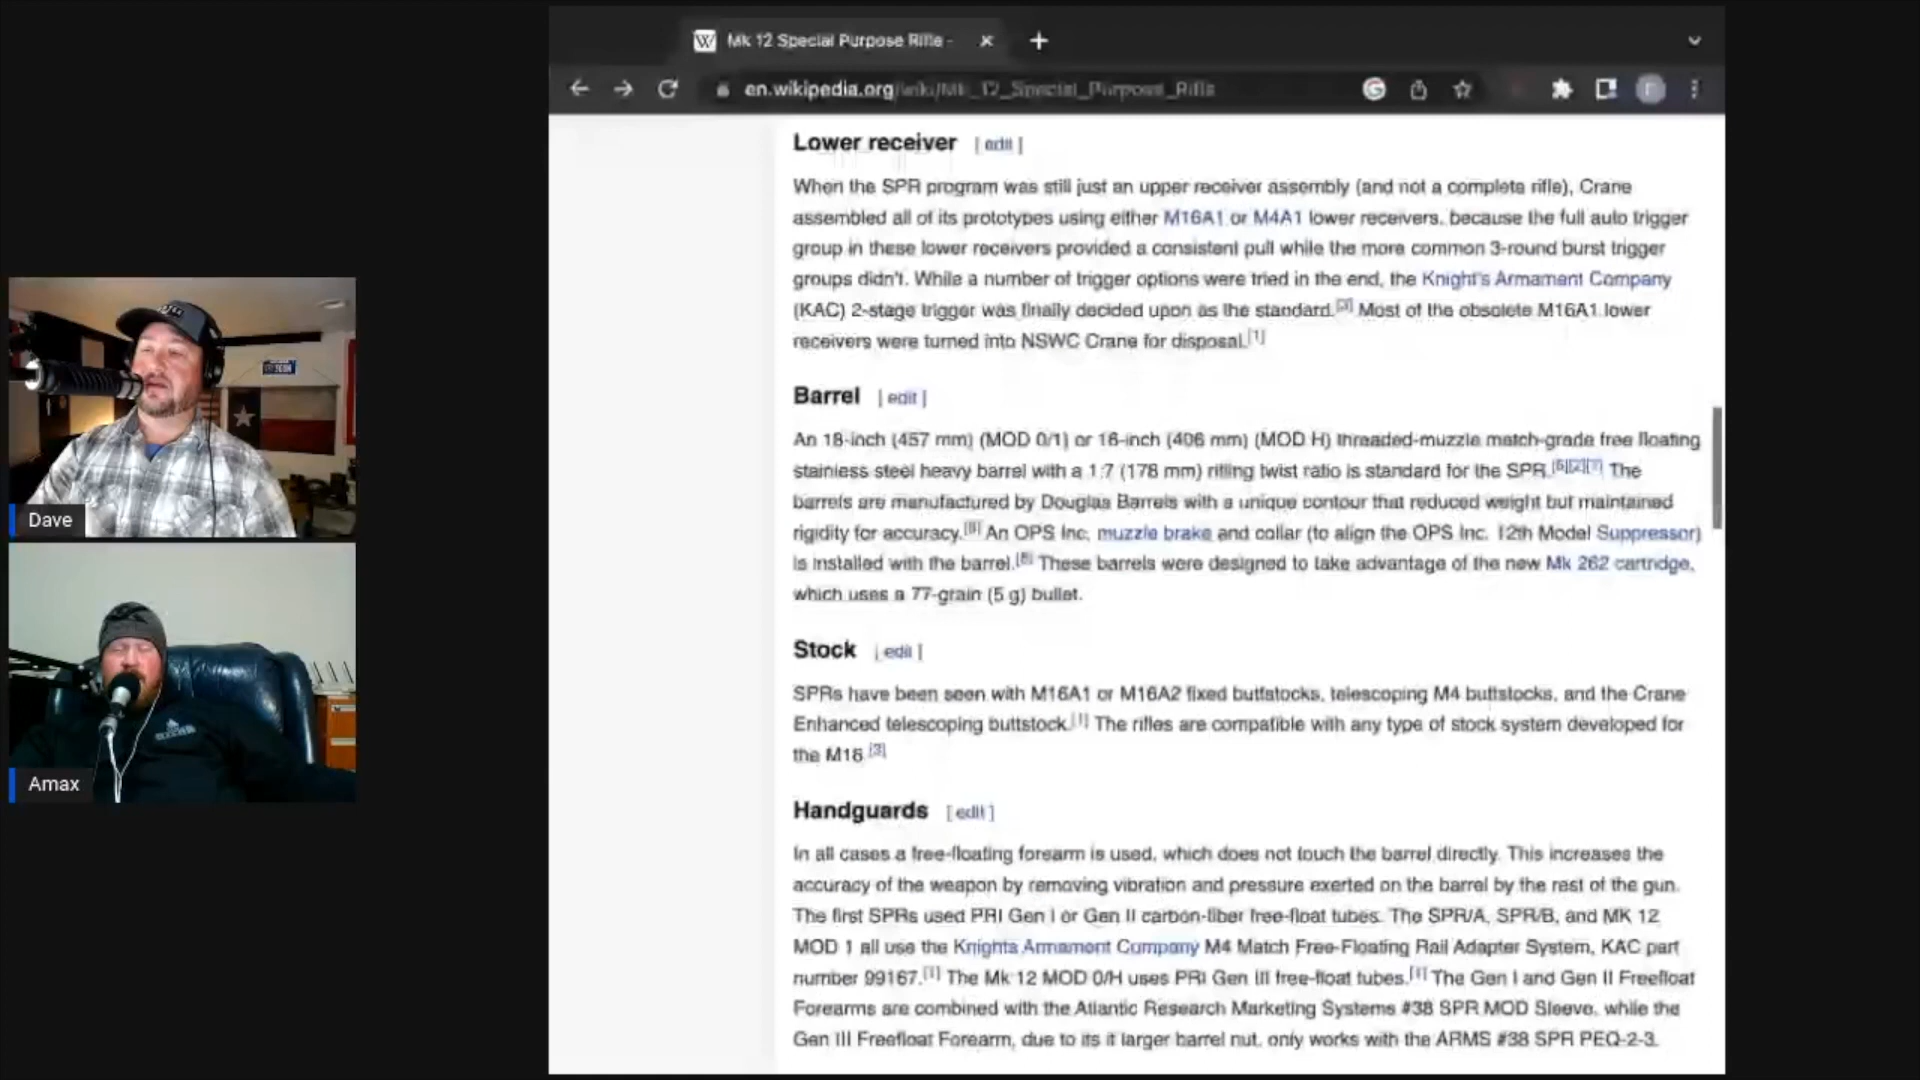 Mk 12 Special Purpose Rifle -
en.wikipedia.org/wiki/Mk_12_Special_Purpose_Rifle
Lower receiver [ edit ]
When the SPR program was still just an upper receiver assembly (and not a complete rifle), Crane
assembled all of its prototypes using either M16A1 or M4A1 lower receivers, because the full auto trigger
group in these lower receivers provided a consistent pull while the more common 3-round burst trigger
groups didn't. While a number of trigger options were tried in the end, the Knight's Armament Company
(KAC) 2-stage trigger was finally decided upon as the standard.[3] Most of the obsolete M16A1 lower
receivers were turned into NSWC Crane for disposal.[1]
Barrel [ edit ]
An 18-inch (457 mm) (MOD 0/1) or 16-inch (406 mm) (MOD H) threaded-muzzle match-grade free floating
stainless steel heavy barrel with a 1:7 (178 mm) rifling twist ratio is standard for the SPR. The
barrels are manufactured by Douglas Barrels with a unique contour that reduced weight but maintained
rigidity for accuracy. An OPS Inc. muzzle brake and collar (to align the OPS Inc. 12th Model Suppressor)
is installed with the barrel. These barrels were designed to take advantage of the new Mk 262 cartridge,
which uses a 77-grain (5 g) bullet.
Stock [ edit ]
SPRs have been seen with M16A1 or M16A2 fixed buttstocks, telescoping M4 buttstocks, and the Crane
Enhanced telescoping buttstock.[1] The rifles are compatible with any type of stock system developed for
the M16.[3]
Handguards [ edit ]
In all cases a free-floating forearm is used, which does not touch the barrel directly. This increases the
accuracy of the weapon by removing vibration and pressure exerted on the barrel by the rest of the gun.
The first SPRs used PRI Gen I or Gen II carbon-fiber free-float tubes. The SPR/A, SPR/B, and MK 12
MOD 1 all use the Knights Armament Company M4 Match Free-Floating Rail Adapter System, KAC part
number 99167.[1] The Mk 12 MOD 0/H uses PRI Gen III free-float tubes.[1] The Gen I and Gen II Freefloat
Forearms are combined with the Atlantic Research Marketing Systems #38 SPR MOD Sleeve, while the
Gen III Freefloat Forearm, due to its it larger barrel nut, only works with the ARMS #38 SPR PEQ-2-3.
Dave
Amax